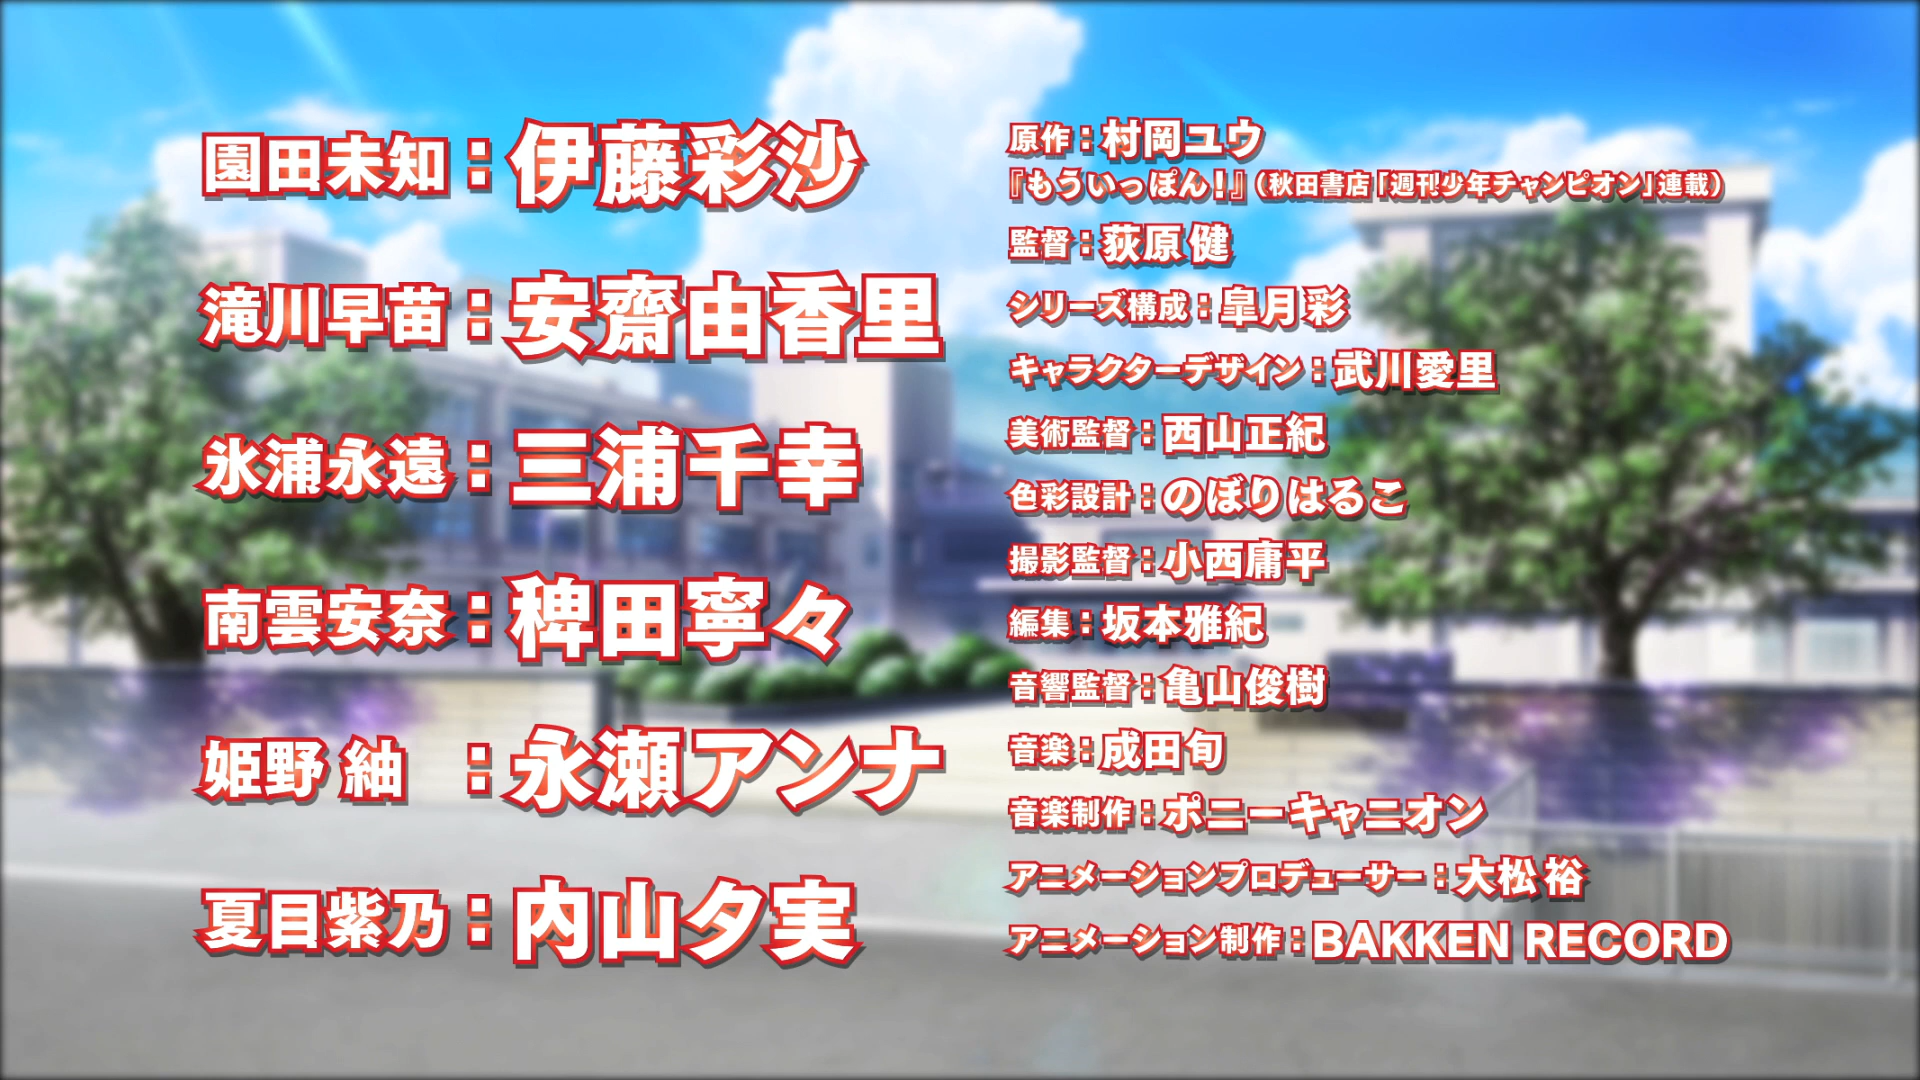 園田未知：伊藤彩沙
滝川早苗：安齋由香里
氷浦永遠：三浦千幸
南雲安奈：稗田寧々
姫野 紬：永瀬アンナ
夏目紫乃：内山夕実
原作：村岡ユウ
『もういっぽん！』（秋田書店「週刊少年チャンピオン」連載）
監督：荻原 健
シリーズ構成：皐月彩
キャラクターデザイン：武川愛里
美術監督：西山正紀
色彩設計：のぼりはるこ
撮影監督：小西庸平
編集：坂本雅紀
音響監督：亀山俊樹
音楽：成田旬
音楽制作：ポニーキャニオン
アニメーションプロデューサー：大松裕
アニメーション制作：BAKKEN RECORD